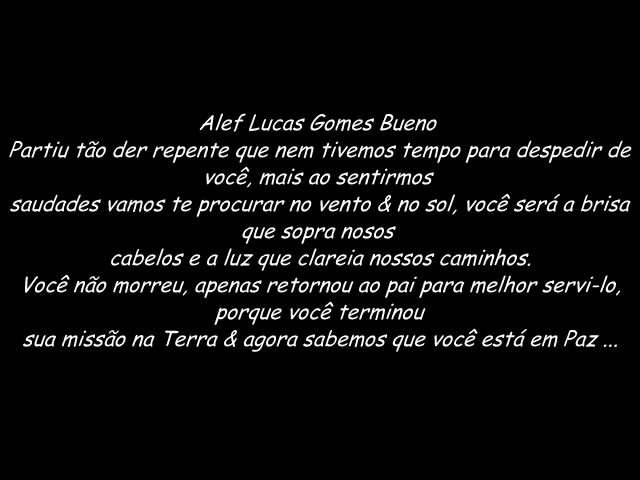 Alef Lucas Gomes Bueno
Partiu tão der repente que nem tivemos tempo para despedir de
você, mais ao sentirmos
saudades vamos te procurar no vento & no sol, você será a brisa
que sopra nosos
cabelos e a luz que clareia nossos caminhos.
Você não morreu, apenas retornou ao pai para melhor servi-lo,
porque você terminou
sua missão na Terra & agora sabemos que você está em Paz ...